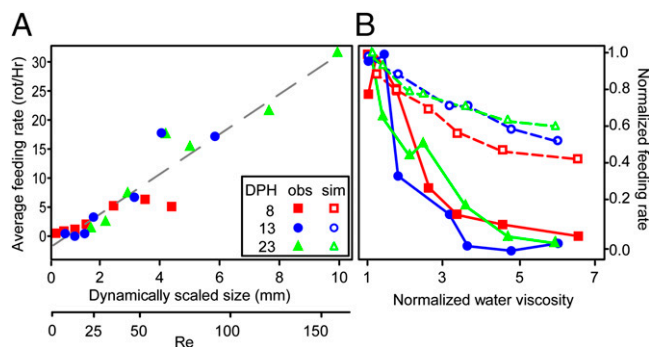 A
B
Average feeding rate (rot/Hr)
30
25
20
15
10
5
0
DPH obs sim
8
13
23
0 2 4 6 8 10
Dynamically scaled size (mm)
0 25 50 100 150
Re
1.0
0.8
0.6
0.4
0.2
0.0
Normalized feeding rate
1 3 5 7
Normalized water viscosity